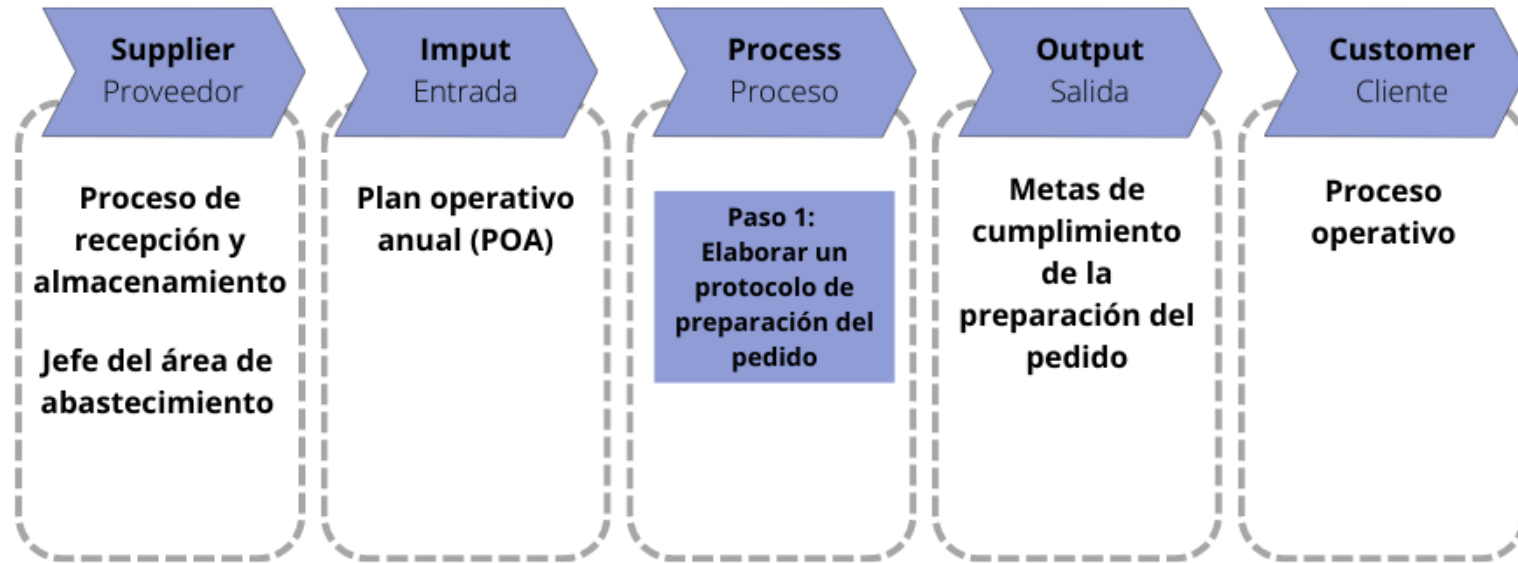 Supplier
Proveedor
Imput
Entrada
Process
Proceso
Output
Salida
Customer
Cliente
Proceso de
recepción y
almacenamiento
Jefe del área de
abastecimiento
Plan operativo
anual (POA)
Paso 1:
Elaborar un
protocolo de
preparación del
pedido
Metas de
cumplimiento
de la
preparación del
pedido
Proceso
operativo